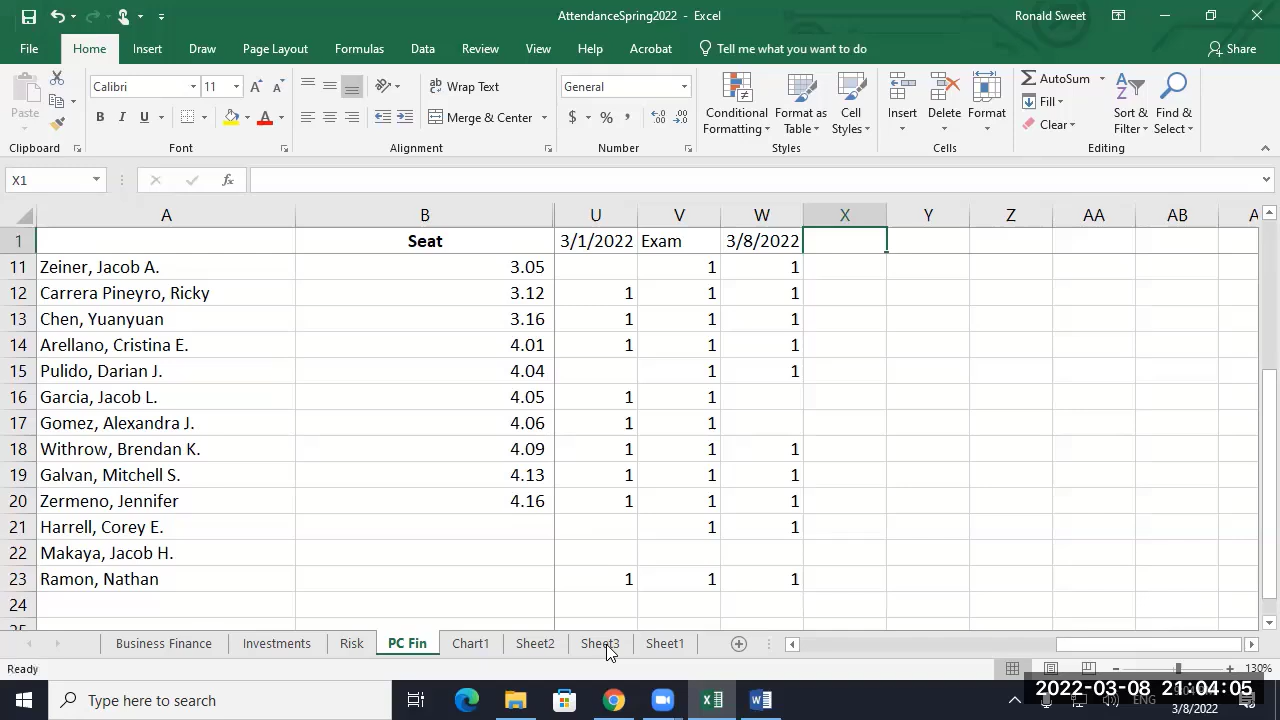 AttendanceSpring2022 - Excel
Ronald Sweet
File Home Insert Draw Page Layout Formulas Data Review View Help Acrobat Tell me what you want to do Share
Paste
Calibri 11
B I U
Wrap Text
Merge & Center
General
$ % ,
Conditional Formatting
Format as Table
Cell Styles
Insert Delete Format
AutoSum
Fill
Clear
Sort & Filter
Find & Select
Clipboard Font Alignment Number Styles Cells Editing
X1 fx
A B U V W X Y Z AA AB A
1 Seat 3/1/2022 Exam 3/8/2022
11 Zeiner, Jacob A. 3.05 1 1
12 Carrera Pineyro, Ricky 3.12 1 1 1
13 Chen, Yuanyuan 3.16 1 1 1
14 Arellano, Cristina E. 4.01 1 1 1
15 Pulido, Darian J. 4.04 1 1
16 Garcia, Jacob L. 4.05 1 1
17 Gomez, Alexandra J. 4.06 1 1
18 Withrow, Brendan K. 4.09 1 1 1
19 Galvan, Mitchell S. 4.13 1 1 1
20 Zermeno, Jennifer 4.16 1 1 1
21 Harrell, Corey E. 1 1
22 Makaya, Jacob H.
23 Ramon, Nathan 1 1 1
24
Business Finance Investments Risk PC Fin Chart1 Sheet2 Sheet3 Sheet1
Ready 130%
Type here to search
2022-03-08 21:04:05
ENG
3/8/2022